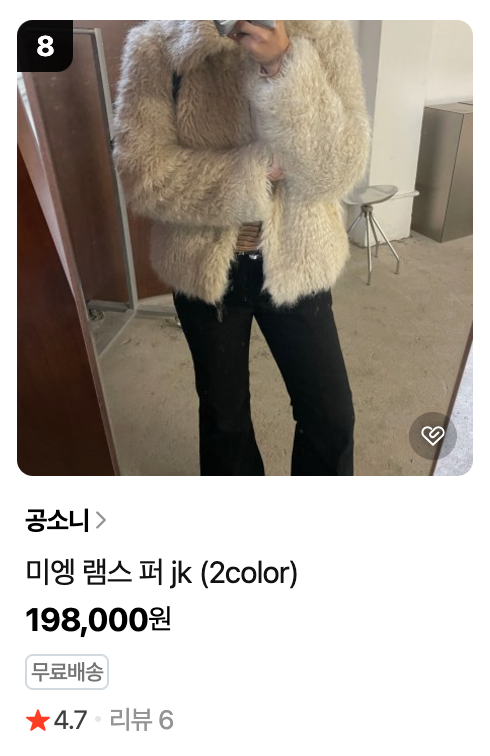 8
공소니
미엥 램스 퍼 jk (2color)
198,000원
무료배송
4.7 · 리뷰 6